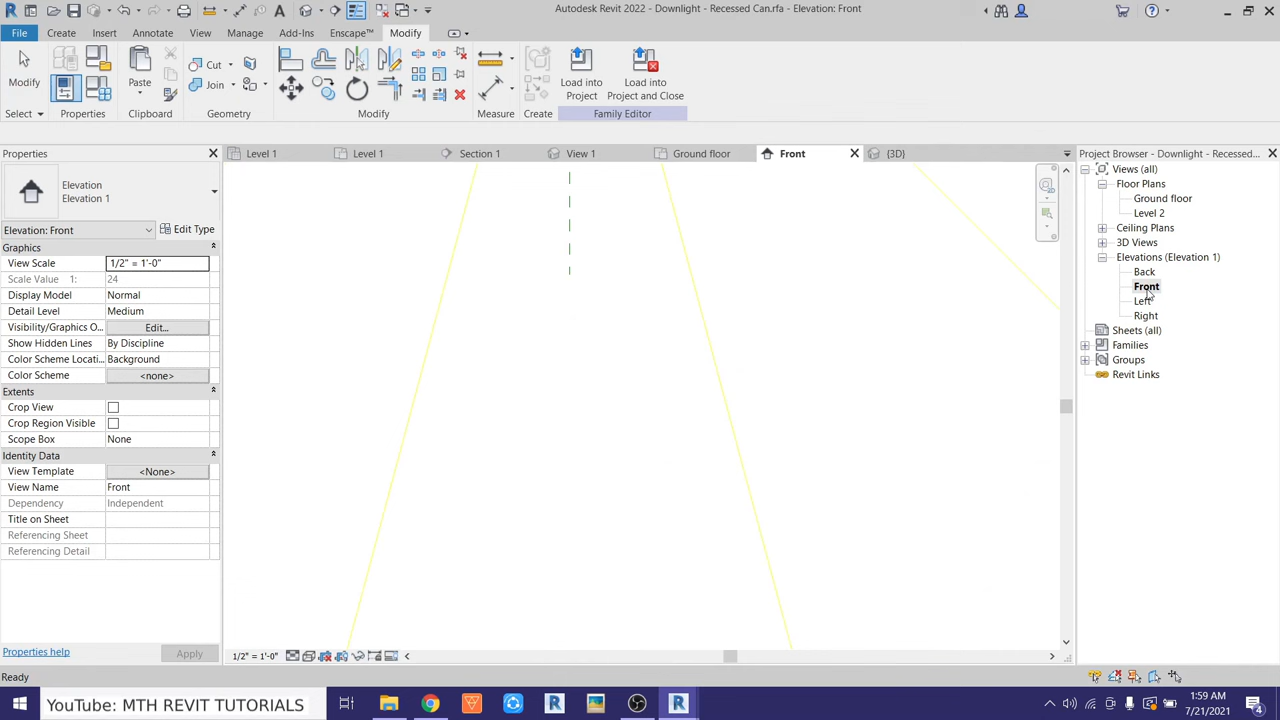 Autodesk Revit 2022 - Downlight - Recessed Can.rfa - Elevation: Front
File Create Insert Annotate View Manage Add-Ins Enscape™ Modify
Modify Paste Cut Join Load into Project Load into Project and Close
Select Properties Clipboard Geometry Modify Measure Create Family Editor
Properties
Level 1 Level 1 Section 1 View 1 Ground floor Front {3D}
Project Browser - Downlight - Recessed...
Elevation
Elevation 1
Elevation: Front Edit Type
Graphics
View Scale 1/2" = 1'-0"
Scale Value 1: 24
Display Model Normal
Detail Level Medium
Visibility/Graphics O... Edit...
Show Hidden Lines By Discipline
Color Scheme Locati... Background
Color Scheme <none>
Extents
Crop View
Crop Region Visible
Scope Box None
Identity Data
View Template <None>
View Name Front
Dependency Independent
Title on Sheet
Referencing Sheet
Referencing Detail
Properties help Apply
Views (all)
Floor Plans
Ground floor
Level 2
Ceiling Plans
3D Views
Elevations (Elevation 1)
Back
Front
Left
Right
Sheets (all)
Families
Groups
Revit Links
1/2" = 1'-0"
Ready
YouTube: MTH REVIT TUTORIALS
1:59 AM
7/21/2021